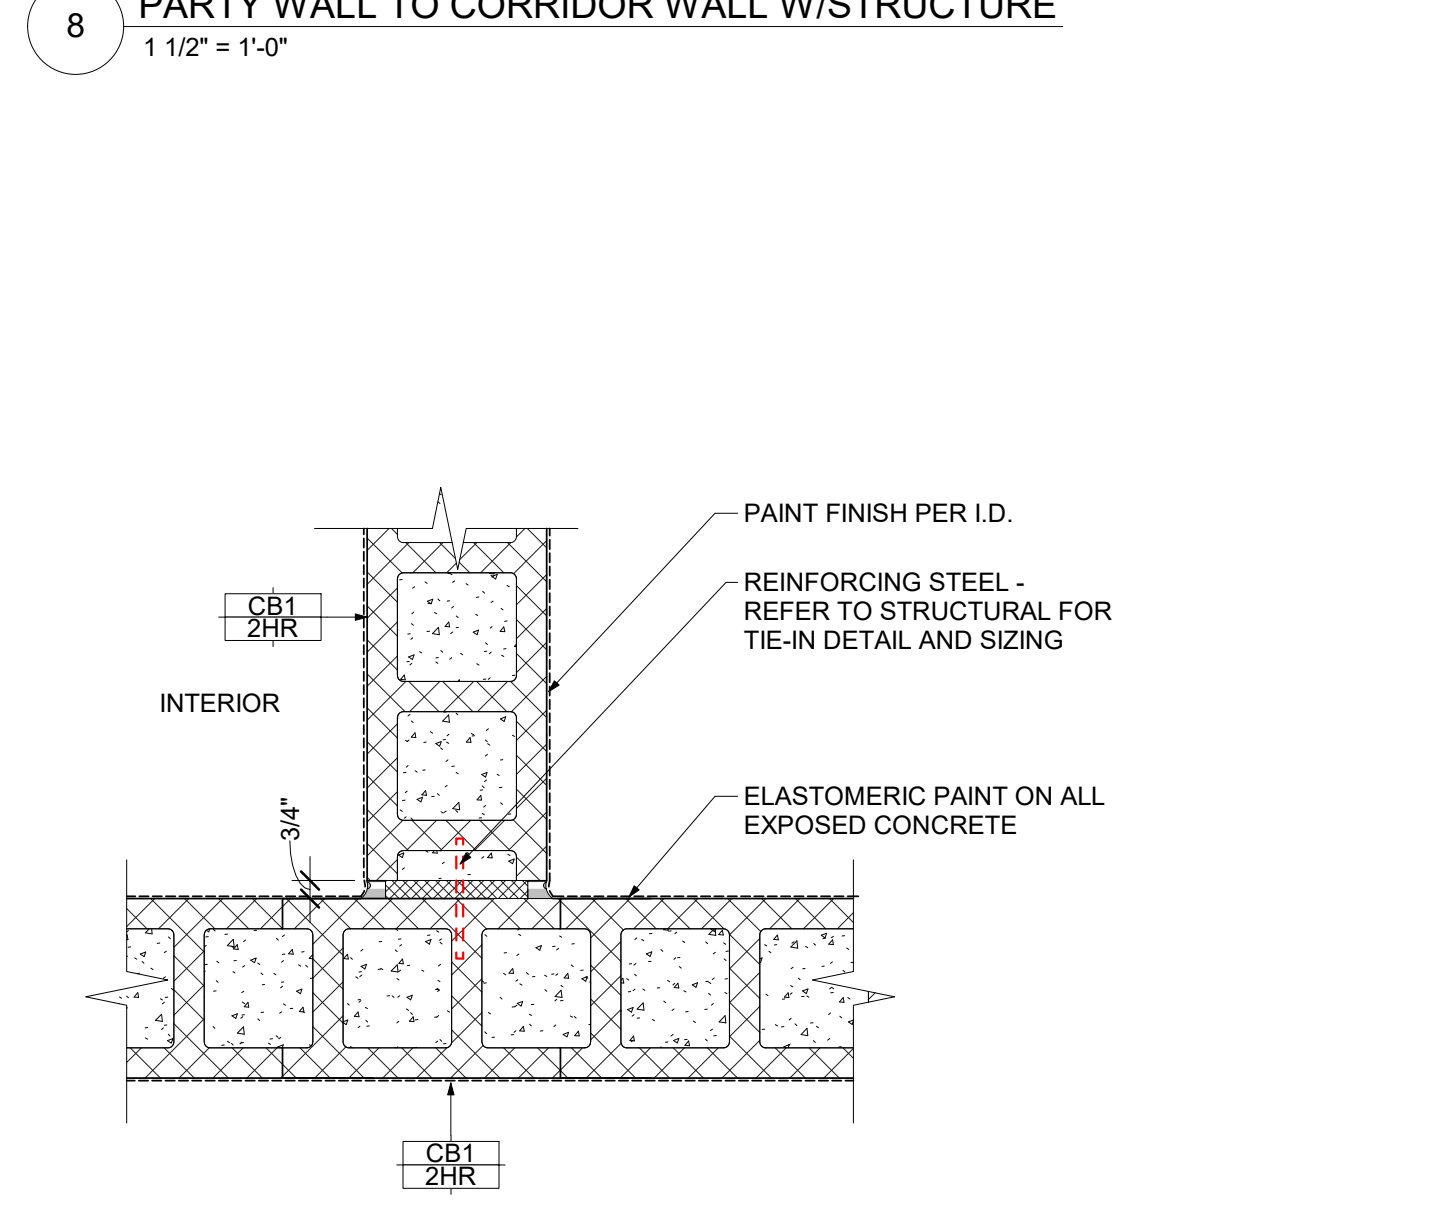 8
PARTY WALL TO CORRIDOR WALL W/STRUCTURE
1 1/2" = 1'-0"
PAINT FINISH PER I.D.
REINFORCING STEEL -
REFER TO STRUCTURAL FOR
TIE-IN DETAIL AND SIZING
CB1
2HR
INTERIOR
3/4"
ELASTOMERIC PAINT ON ALL
EXPOSED CONCRETE
CB1
2HR